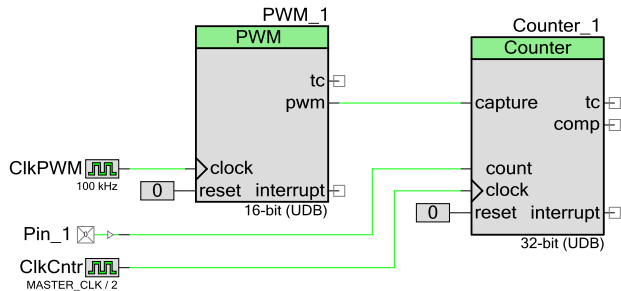 PWM_1
PWM
tc
pwm
clock
reset
interrupt
16-bit (UDB)
ClkPWM
100 kHz
0
Pin_1
ClkCntr
MASTER_CLK / 2
Counter_1
Counter
capture
tc
comp
count
clock
0
reset
interrupt
32-bit (UDB)